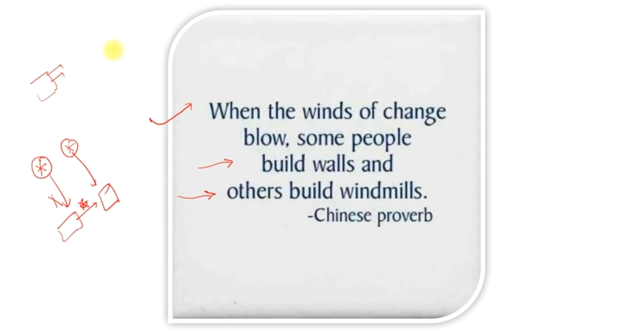 When the winds of change
blow, some people
build walls and
others build windmills.
-Chinese proverb